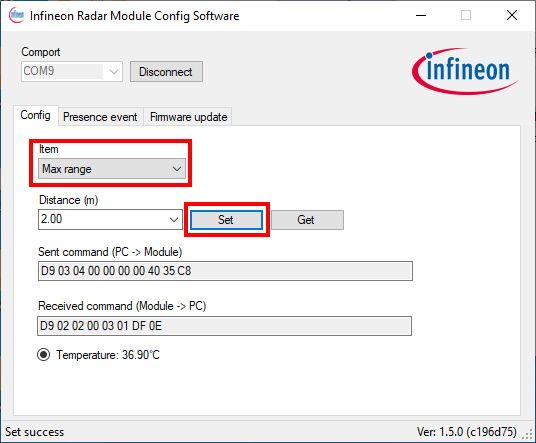 Infineon Radar Module Config Software
Comport
COM9
Disconnect
infineon
Config
Presence event
Firmware update
Item
Max range
Distance (m)
2.00
Set
Get
Sent command (PC -> Module)
D9 03 04 00 00 00 00 40 35 C8
Received command (Module -> PC)
D9 02 02 00 03 01 DF 0E
Temperature: 36.90°C
Set success
Ver: 1.5.0 (c196d75)